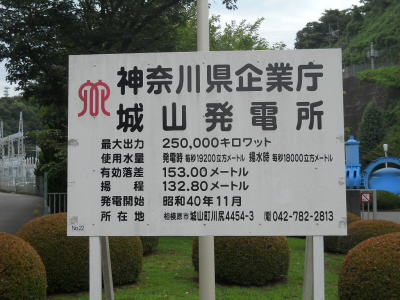 神奈川県企業庁
城山発電所
最大出力 250,000キロワット
使用水量 発電時 毎秒19200立方メートル 揚水時 毎秒18000立方メートル
有効落差 153.00メートル
揚程 132.80メートル
発電開始 昭和40年11月
所在地 相模原市城山町川尻4454-3 ☎042-782-2813
No.22